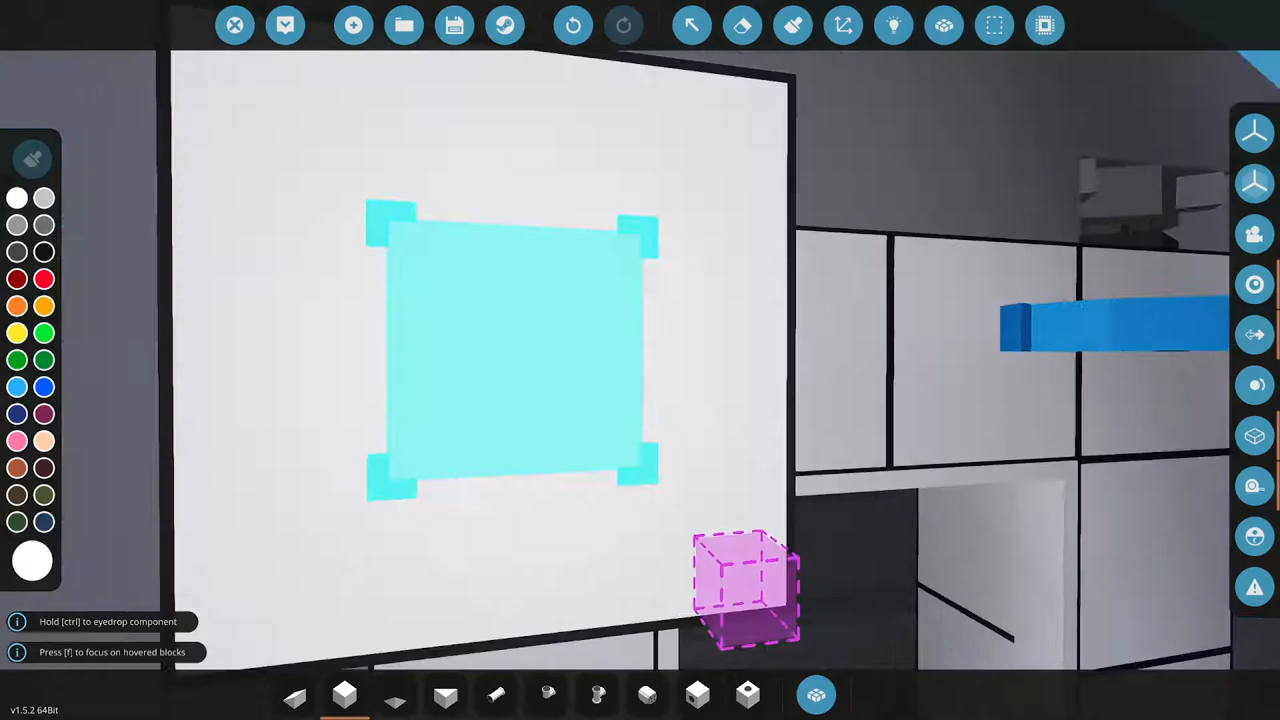 Hold [ctrl] to eyedrop component
Press [f] to focus on hovered blocks
v1.5.2 64Bit